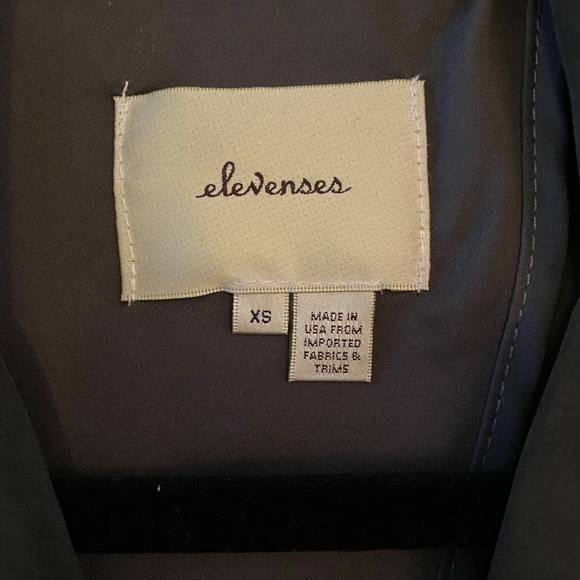 elevenses
XS
MADE IN
USA FROM
IMPORTED
FABRICS &
TRIMS